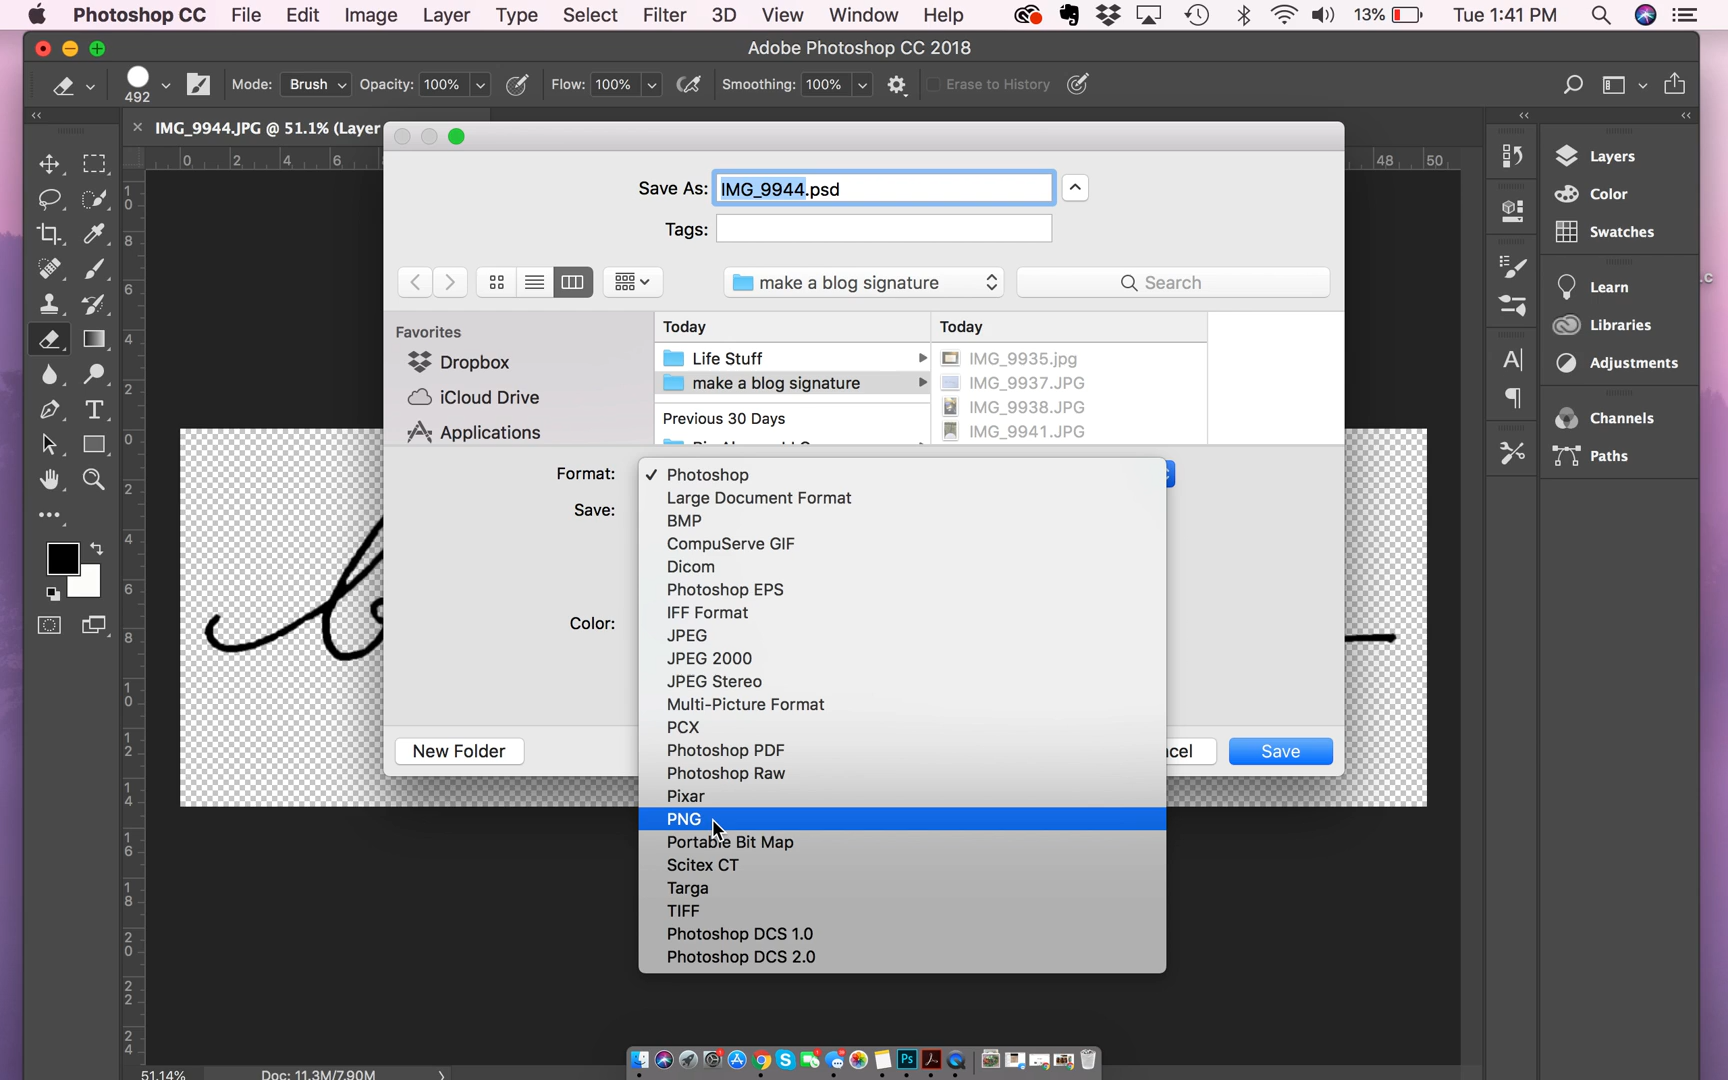 Photoshop CC File Edit Image Layer Type Select Filter 3D View Window Help 13% Tue 1:41 PM
Adobe Photoshop CC 2018
492 Mode: Brush Opacity: 100% Flow: 100% Smoothing: 100% Erase to History
IMG_9944.JPG @ 51.1% (Layer
0 2 4 6 48 50
Save As: IMG_9944.psd
Tags:
make a blog signature Search
Favorites
Dropbox
iCloud Drive
Applications
Today
Life Stuff
make a blog signature
Previous 30 Days
Today
IMG_9935.jpg
IMG_9937.JPG
IMG_9938.JPG
IMG_9941.JPG
Format:
Save:
Color:
Photoshop
Large Document Format
BMP
CompuServe GIF
Dicom
Photoshop EPS
IFF Format
JPEG
JPEG 2000
JPEG Stereo
Multi-Picture Format
PCX
Photoshop PDF
Photoshop Raw
Pixar
PNG
Portable Bit Map
Scitex CT
Targa
TIFF
Photoshop DCS 1.0
Photoshop DCS 2.0
New Folder cel Save
Layers
Color
Swatches
Learn
Libraries
Adjustments
Channels
Paths
51.14% Doc: 11.3M/7.90M